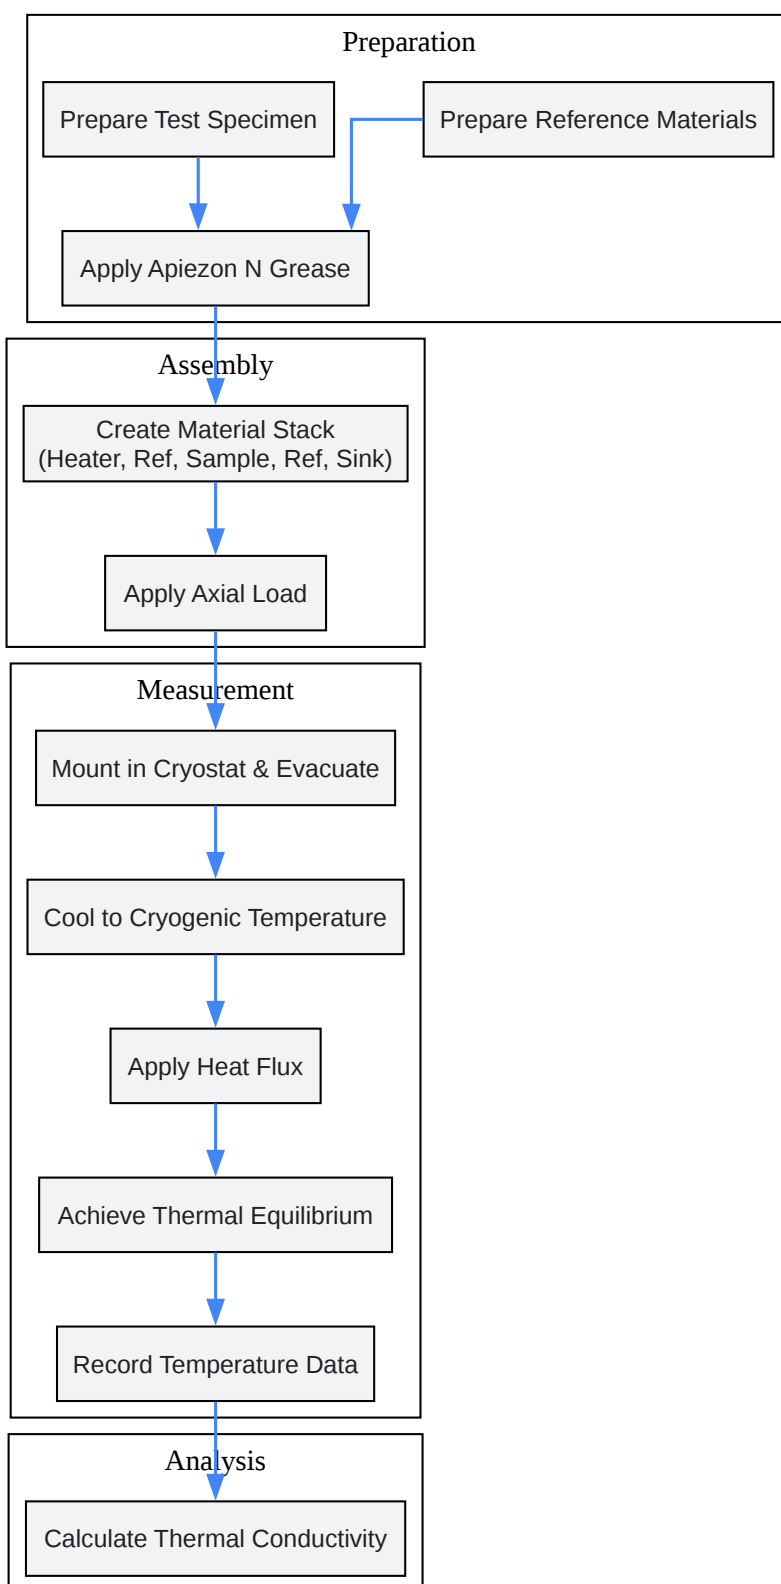 Preparation
Prepare Test Specimen
Prepare Reference Materials
Apply Apiezon N Grease
Assembly
Create Material Stack
(Heater, Ref, Sample, Ref, Sink)
Apply Axial Load
Measurement
Mount in Cryostat & Evacuate
Cool to Cryogenic Temperature
Apply Heat Flux
Achieve Thermal Equilibrium
Record Temperature Data
Analysis
Calculate Thermal Conductivity